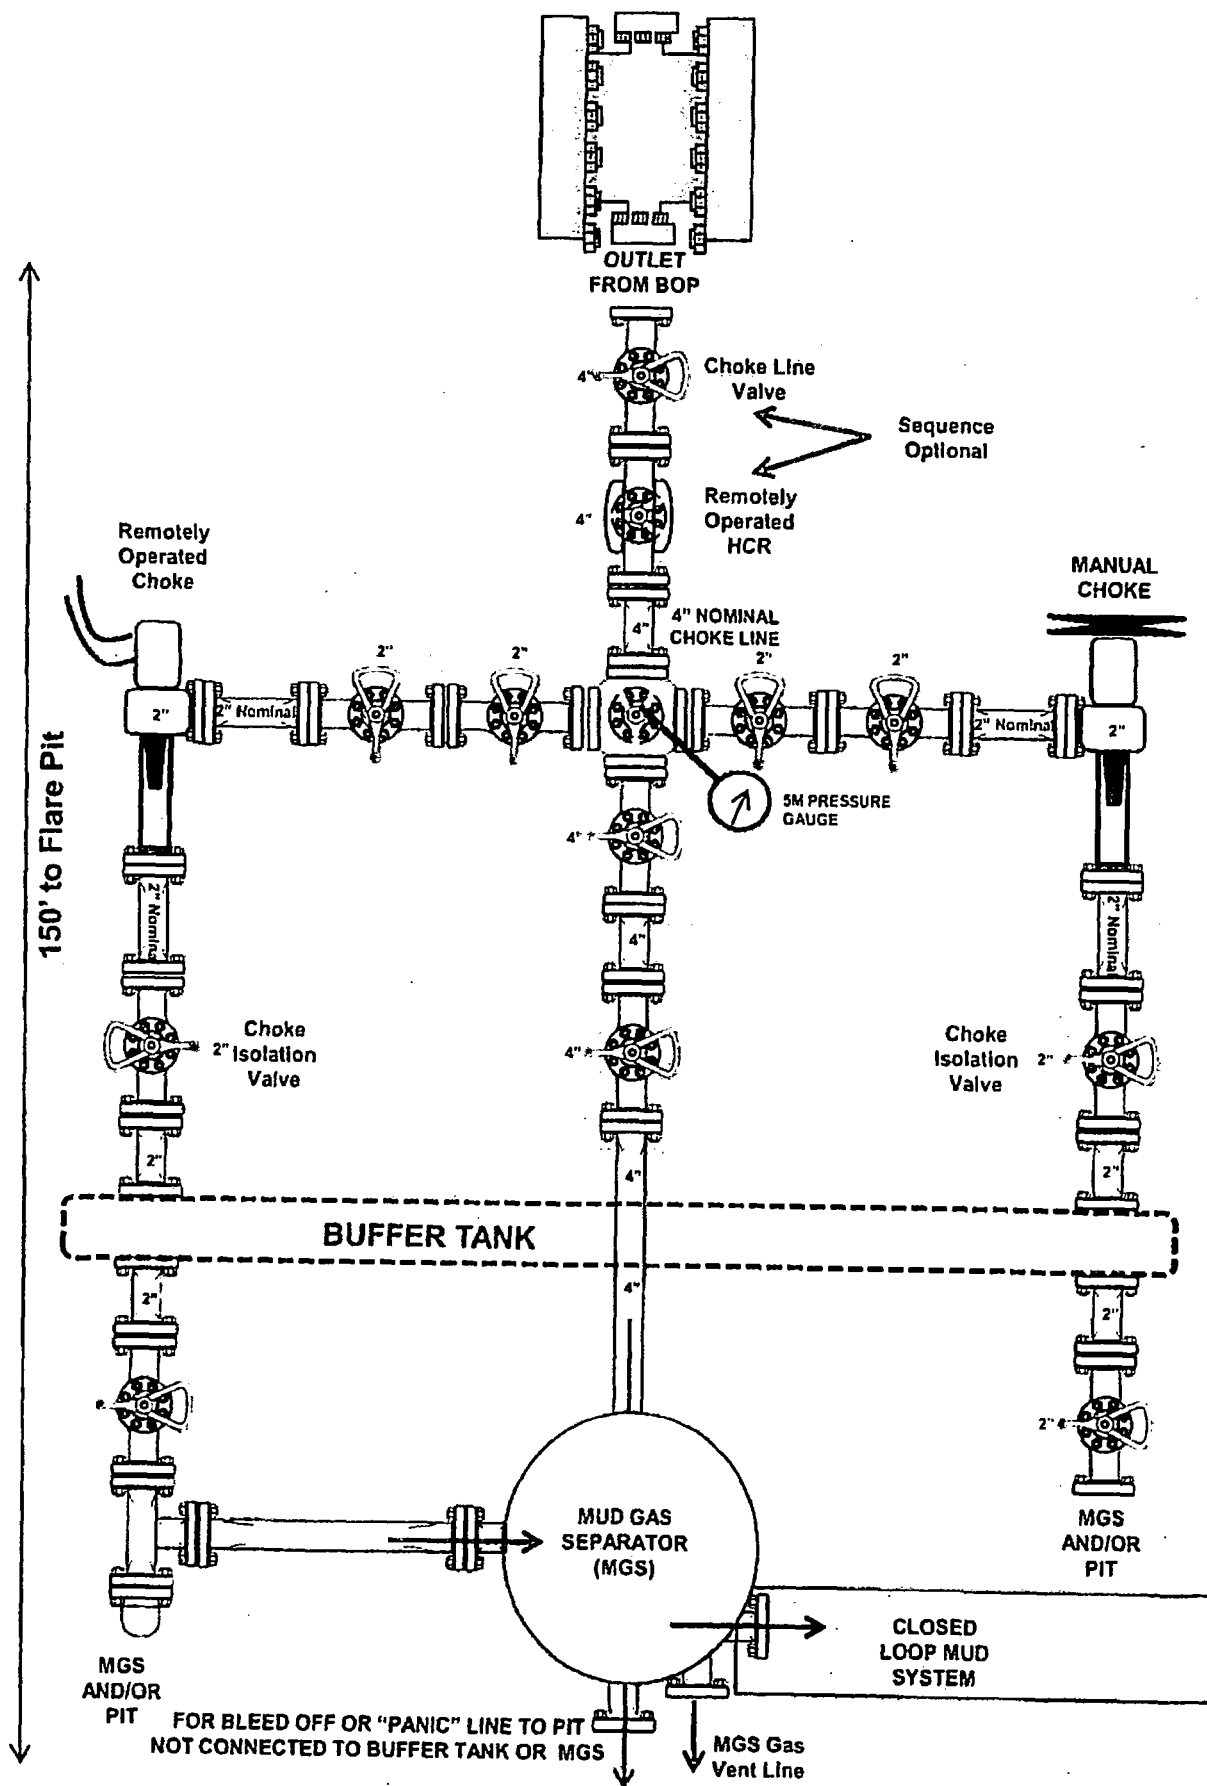 OUTLET
FROM BOP
4"
Choke Line
Valve
Sequence
Optional
4"
Remotely
Operated
HCR
Remotely
Operated
Choke
MANUAL
CHOKE
4"
4" NOMINAL
CHOKE LINE
2"
2"
2"
2"
2"
2" Nominal
2" Nominal
2"
5M PRESSURE
GAUGE
4"
150' to Flare Pit
2" Nominal
4"
2" Nominal
2"
Choke
Isolation
Valve
4"
Choke
Isolation
Valve
2"
2"
4"
2"
BUFFER TANK
2"
4"
2"
2"
MUD GAS
SEPARATOR
(MGS)
MGS
AND/OR
PIT
CLOSED
LOOP MUD
SYSTEM
MGS
AND/OR
PIT
FOR BLEED OFF OR "PANIC" LINE TO PIT
NOT CONNECTED TO BUFFER TANK OR MGS
MGS Gas
Vent Line